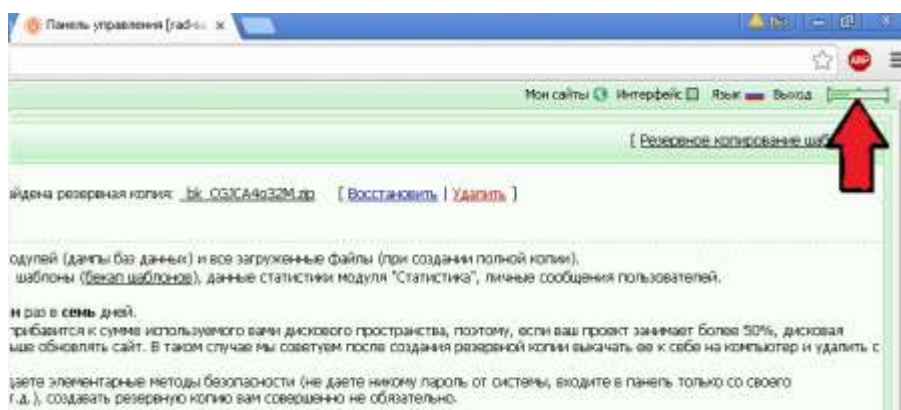 Панель управления [rad-s
ABP
Мои сайты Интерфейс Язык Выход
[ Резервное копирование шаб
айдена резервная копия: _bk_CGJCA4o32M.zip [ Восстановить | Удалить ]
одулей (дампы баз данных) и все загруженные файлы (при создании полной копии).
шаблоны (бекап шаблонов), данные статистики модуля "Статистика", личные сообщения пользователей.
н раз в семь дней.
прибавится к сумме используемого вами дискового пространства, поэтому, если ваш проект занимает более 50%, дисковая
ьше обновлять сайт. В таком случае мы советуем после создания резервной копии выкачать ее к себе на компьютер и удалить с
даете элементарные методы безопасности (не даете никому пароль от системы, входите в панель только со своего
т.д.), создавать резервную копию вам совершенно не обязательно.